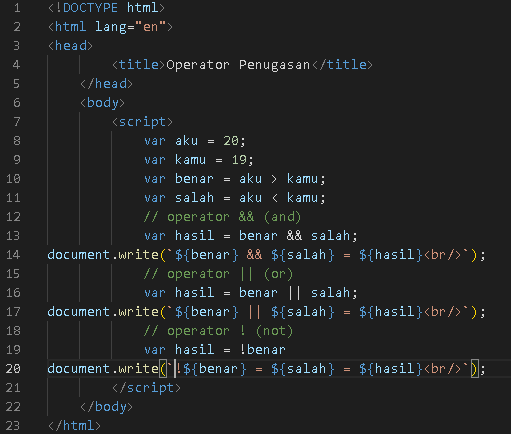 1 <!DOCTYPE html>
2 <html lang="en">
3 <head>
4 <title>Operator Penugasan</title>
5 </head>
6 <body>
7 <script>
8 var aku = 20;
9 var kamu = 19;
10 var benar = aku > kamu;
11 var salah = aku < kamu;
12 // operator && (and)
13 var hasil = benar && salah;
14 document.write(`${benar} && ${salah} = ${hasil}<br/>`);
15 // operator || (or)
16 var hasil = benar || salah;
17 document.write(`${benar} || ${salah} = ${hasil}<br/>`);
18 // operator ! (not)
19 var hasil = !benar
20 document.write(`!${benar} = ${salah} = ${hasil}<br/>`);
21 </script>
22 </body>
23 </html>